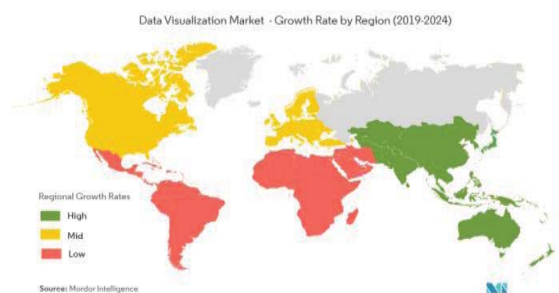 Data Visualization Market - Growth Rate by Region (2019-2024)
Regional Growth Rates
High
Mid
Low
Source: Mordor Intelligence